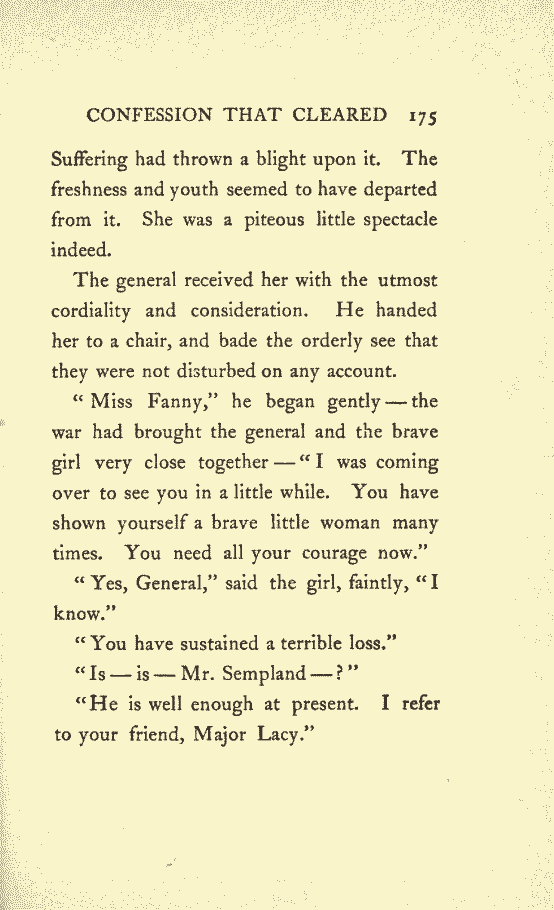 CONFESSION THAT CLEARED 175
Suffering had thrown a blight upon it. The
freshness and youth seemed to have departed
from it. She was a piteous little spectacle
indeed.
The general received her with the utmost
cordiality and consideration. He handed
her to a chair, and bade the orderly see that
they were not disturbed on any account.
“Miss Fanny,” he began gently — the
war had brought the general and the brave
girl very close together — “I was coming
over to see you in a little while. You have
shown yourself a brave little woman many
times. You need all your courage now.”
“Yes, General,” said the girl, faintly, “I
know.”
“You have sustained a terrible loss.”
“Is — is — Mr. Sempland — ?”
“He is well enough at present. I refer
to your friend, Major Lacy.”